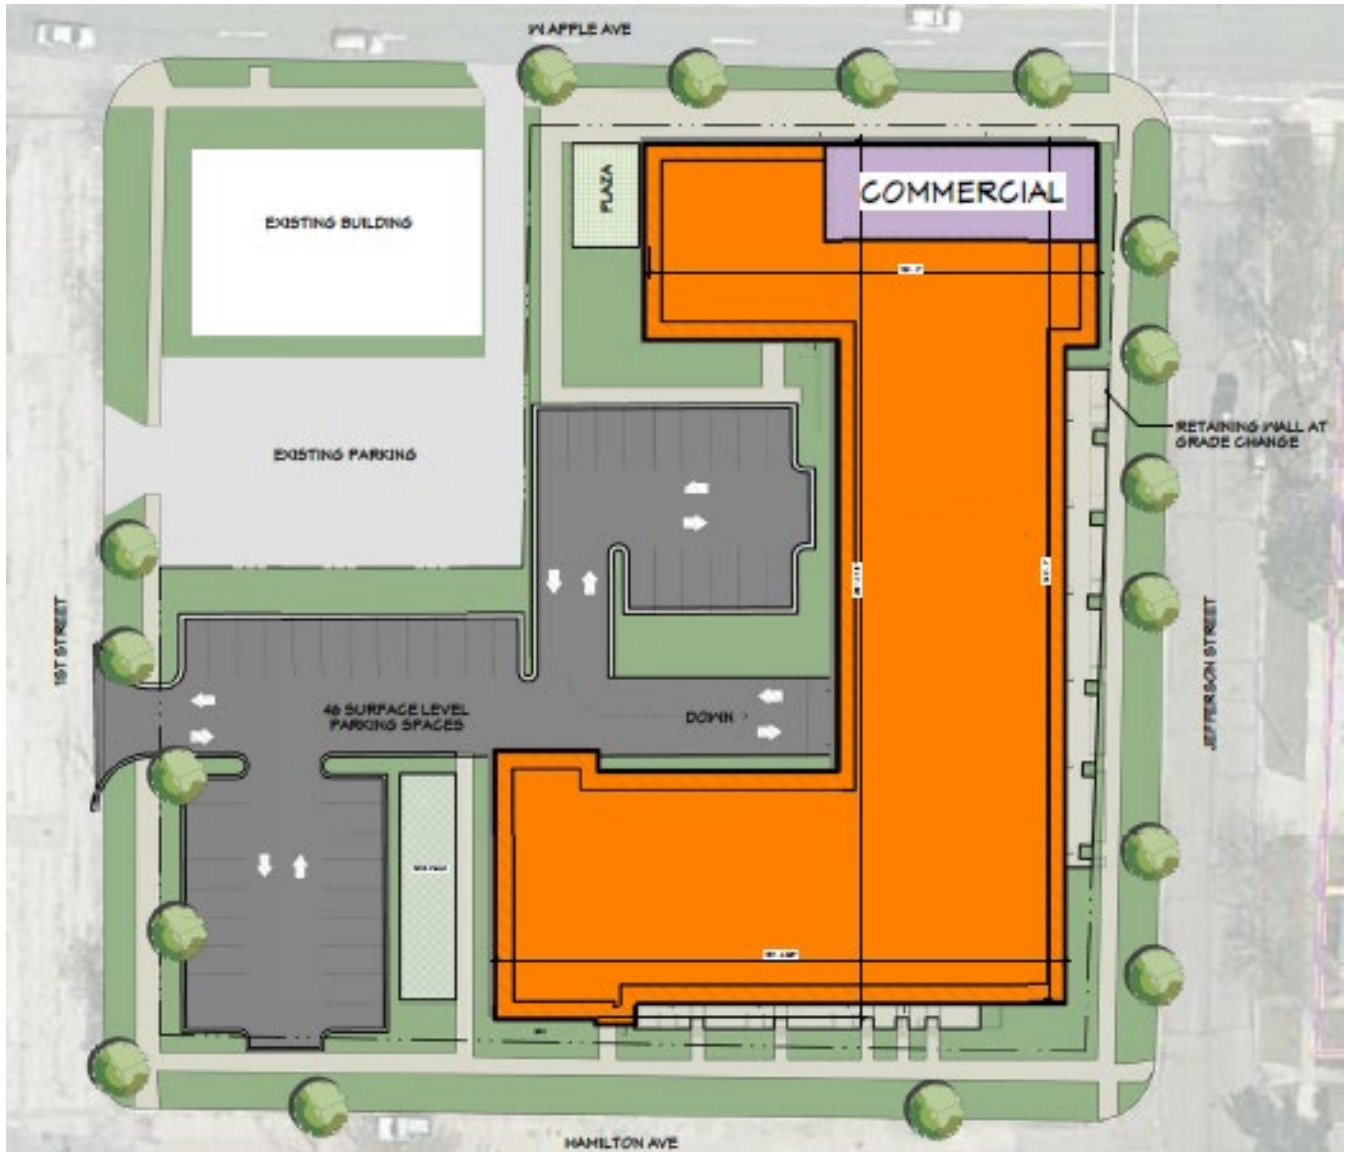 W APPLE AVE
PLAZA
COMMERCIAL
EXISTING BUILDING
EXISTING PARKING
RETAINING WALL AT
GRADE CHANGE
1ST STREET
JEFFERSON STREET
46 SURFACE LEVEL
PARKING SPACES
DOWN
HAMILTON AVE